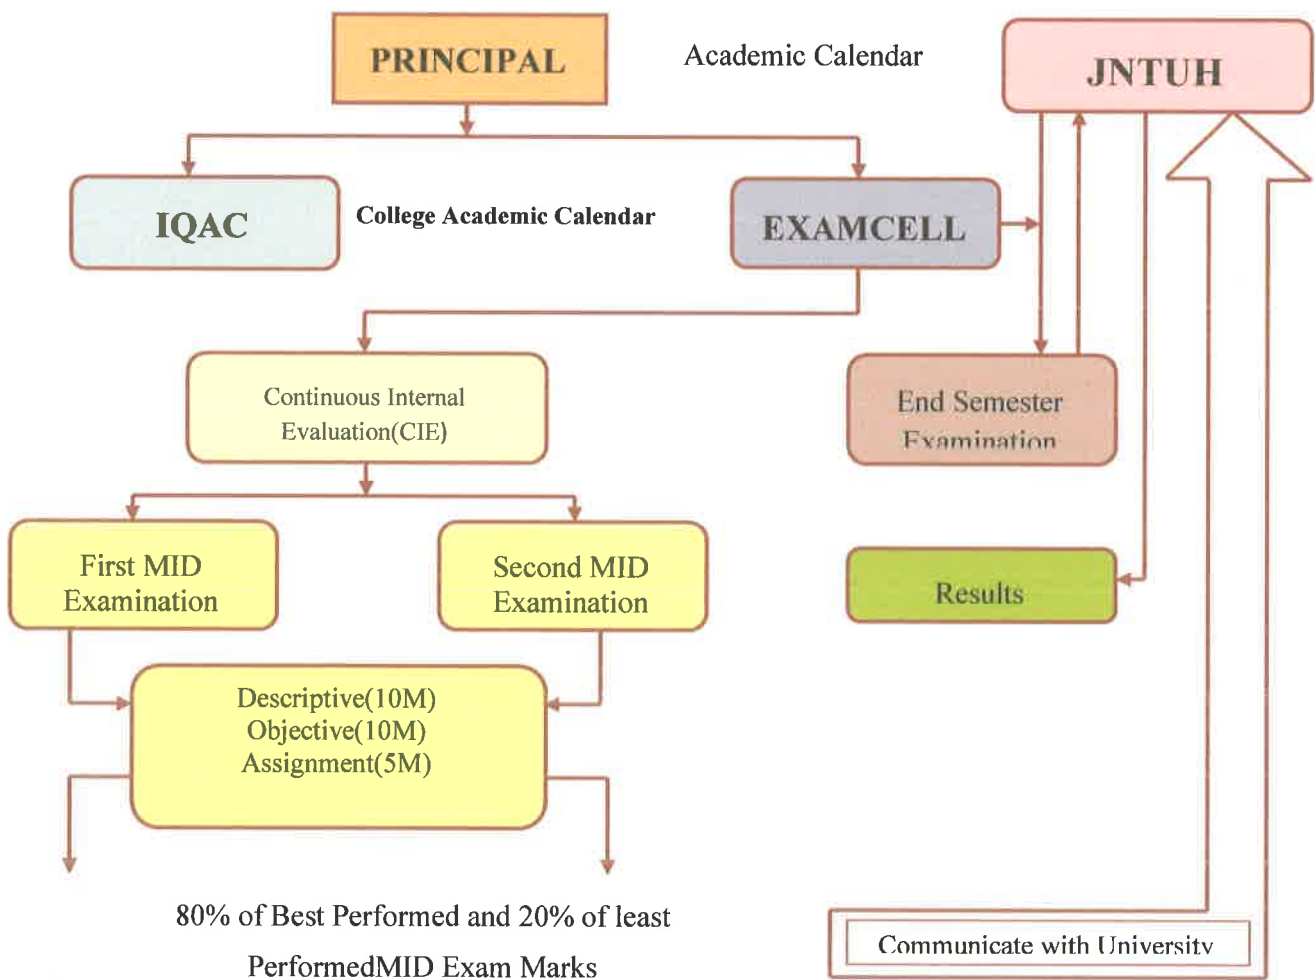 PRINCIPAL
Academic Calendar
JNTUH
IQAC
College Academic Calendar
EXAMCELL
Continuous Internal
Evaluation(CIE)
End Semester
Examination
First MID
Examination
Second MID
Examination
Results
Descriptive(10M)
Objective(10M)
Assignment(5M)
80% of Best Performed and 20% of least
PerformedMID Exam Marks
Communicate with University